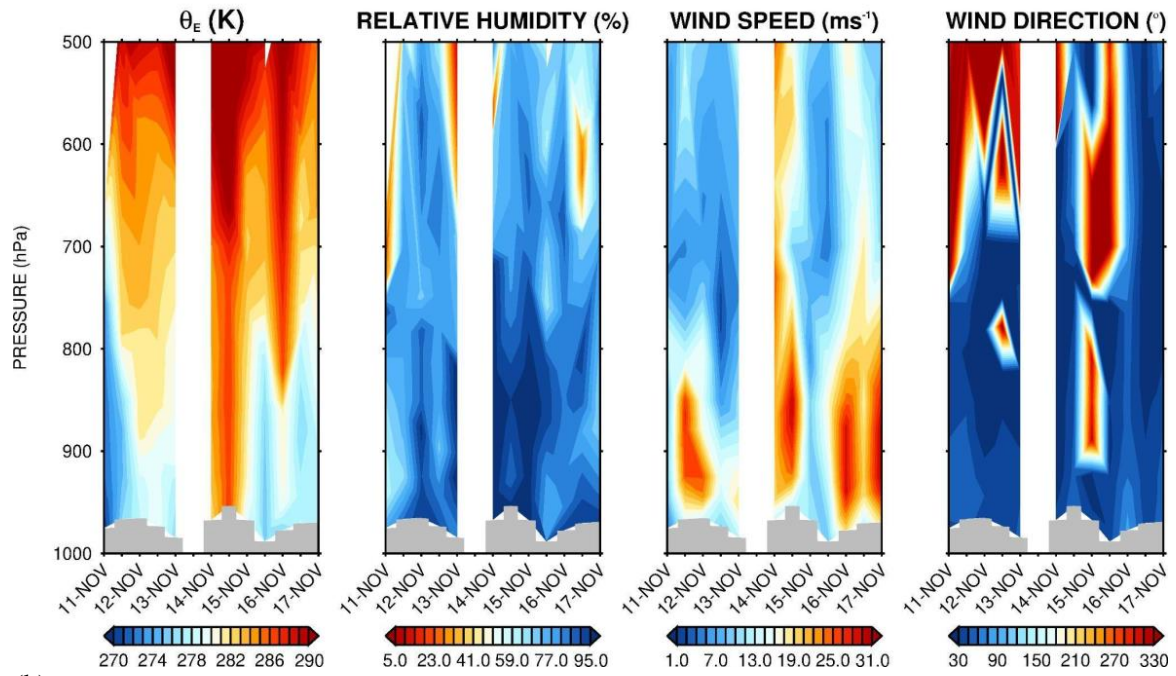 θE (K) RELATIVE HUMIDITY (%) WIND SPEED (ms-1) WIND DIRECTION (o)
500
600
700
800
900
1000
PRESSURE (hPa)
11-NOV 12-NOV 13-NOV 14-NOV 15-NOV 16-NOV 17-NOV 11-NOV 12-NOV 13-NOV 14-NOV 15-NOV 16-NOV 17-NOV 11-NOV 12-NOV 13-NOV 14-NOV 15-NOV 16-NOV 17-NOV 11-NOV 12-NOV 13-NOV 14-NOV 15-NOV 16-NOV 17-NOV
270 274 278 282 286 290 5.0 23.0 41.0 59.0 77.0 95.0 1.0 7.0 13.0 19.0 25.0 31.0 30 90 150 210 270 330